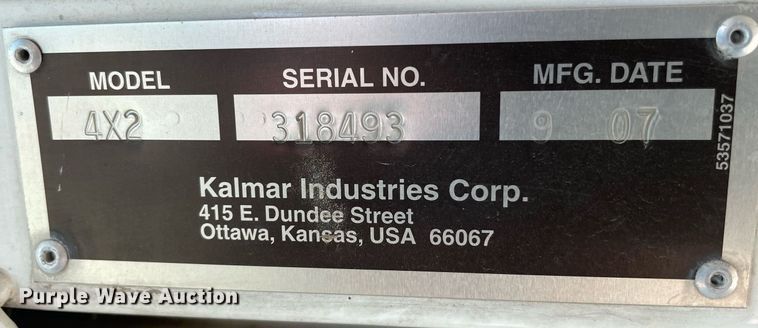 MODEL SERIAL NO. MFG. DATE
4X2 318493 9 07
53571037
Kalmar Industries Corp.
415 E. Dundee Street
Ottawa, Kansas, USA 66067
Purple Wave Auction